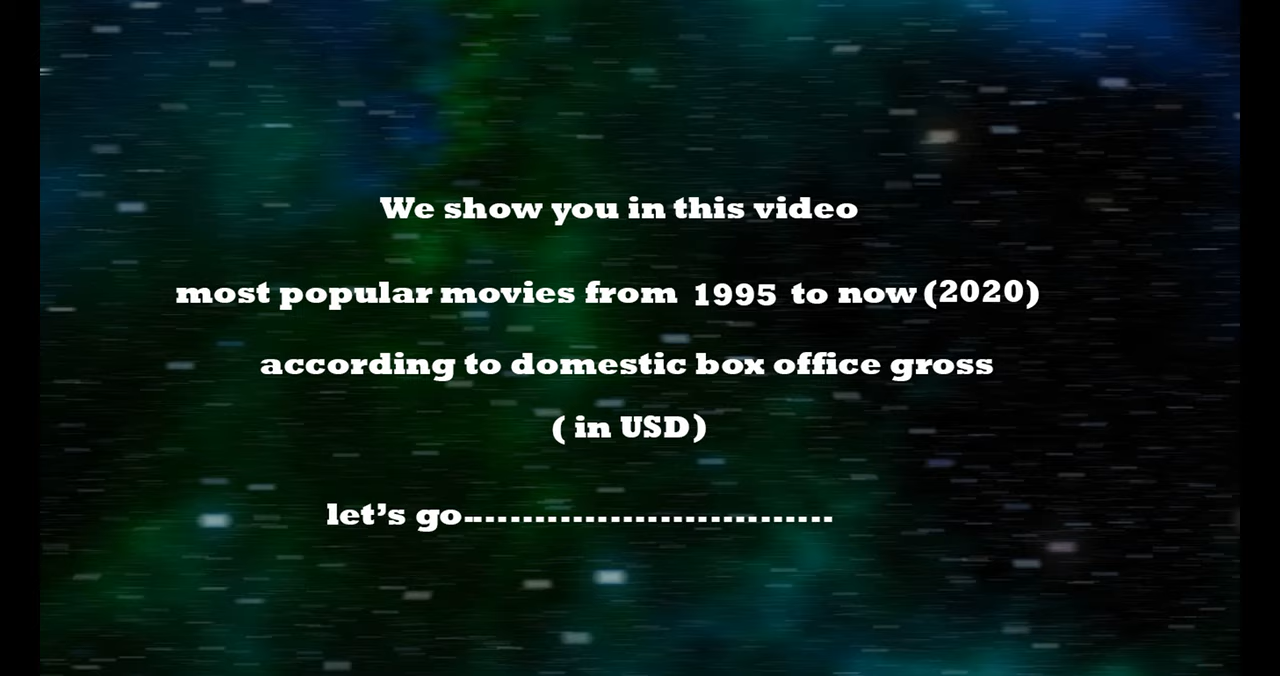 We show you in this video
most popular movies from 1995 to now (2020)
according to domestic box office gross
( in USD)
let's go..............................